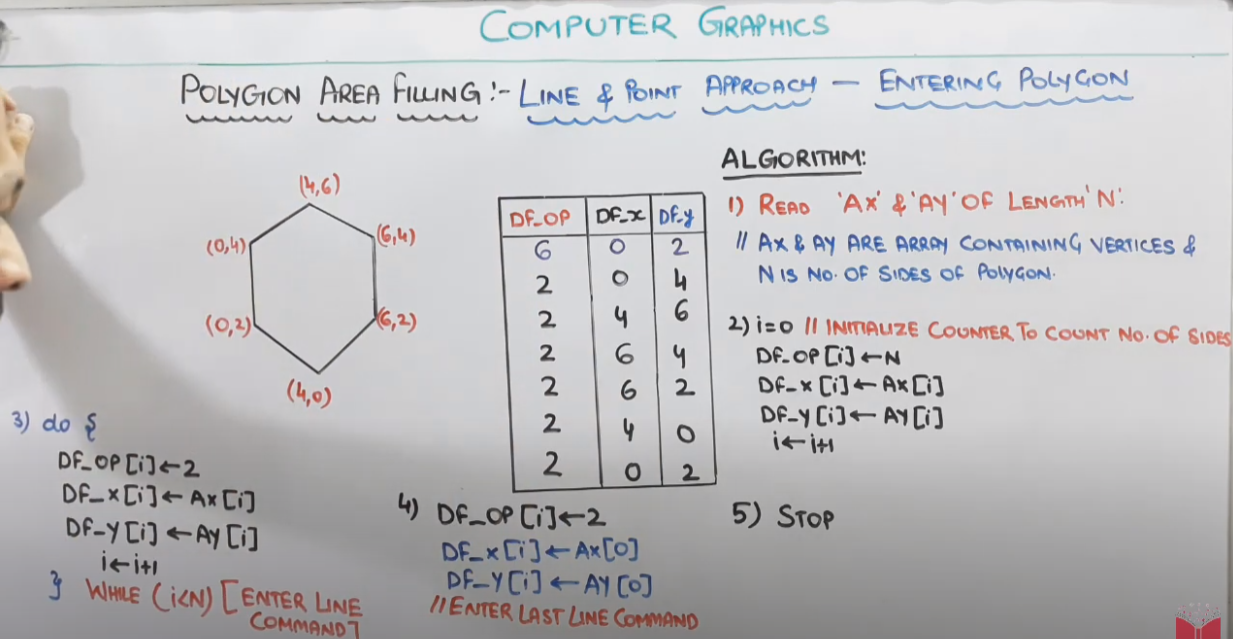 COMPUTER GRAPHICS
POLYGION AREA FILLING :- LINE & POINT APPROACH — ENTERING POLYGON
(4,6)
(0,4)
(6,4)
(0,2)
(6,2)
(4,0)
DF_OP DF_x DF_y
6 0 2
2 0 4
2 4 6
2 6 4
2 6 2
2 4 0
2 0 2
ALGORITHM:
1) READ 'AX' & 'AY' OF LENGTH 'N'.
// AX & AY ARE ARRAY CONTAINING VERTICES &
N IS NO. OF SIDES OF POLYGON.
2) i=0 // INITIALIZE COUNTER TO COUNT NO. OF SIDES
DF_OP[i]←N
DF_x[i]←AX[i]
DF_y[i]←AY[i]
i←i+1
3) do {
DF_OP[i]←2
DF_x[i]←AX[i]
DF_Y[i]←AY[i]
i←i+1
} WHILE (i<N) [ENTER LINE
COMMAND]
4) DF_OP[i]←2
DF_x[i]←AX[0]
DF_Y[i]←AY[0]
//ENTER LAST LINE COMMAND
5) STOP